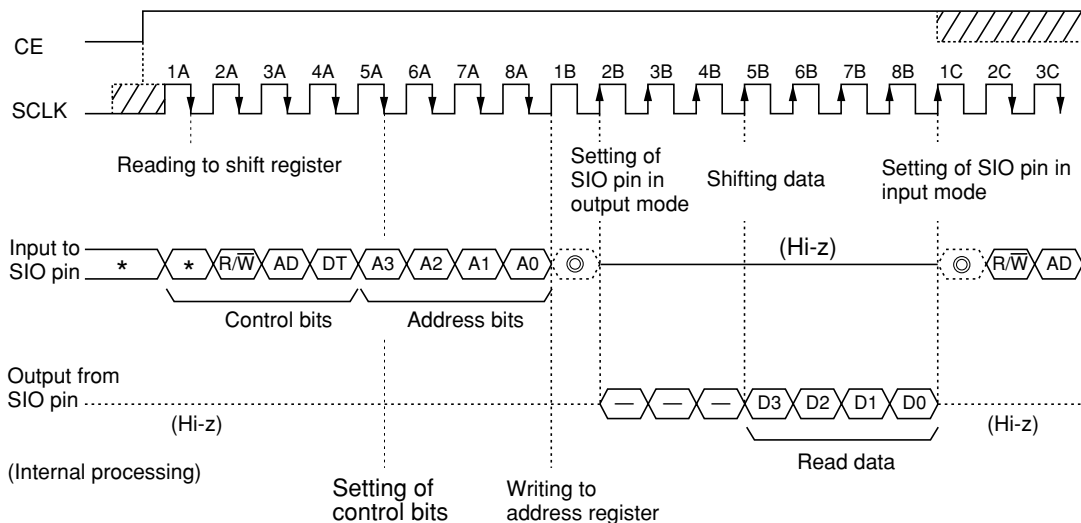 CE
1A 2A 3A 4A 5A 6A 7A 8A 1B 2B 3B 4B 5B 6B 7B 8B 1C 2C 3C
SCLK
Reading to shift register
Setting of
SIO pin in
output mode
Shifting data
Setting of SIO pin in
input mode
Input to
SIO pin
* * R/W̅ AD DT A3 A2 A1 A0 ◎ (Hi-z) ◎ R/W̅ AD
Control bits Address bits
Output from
SIO pin
— — — D3 D2 D1 D0
(Hi-z) (Hi-z)
Read data
(Internal processing)
Setting of
control bits
Writing to
address register